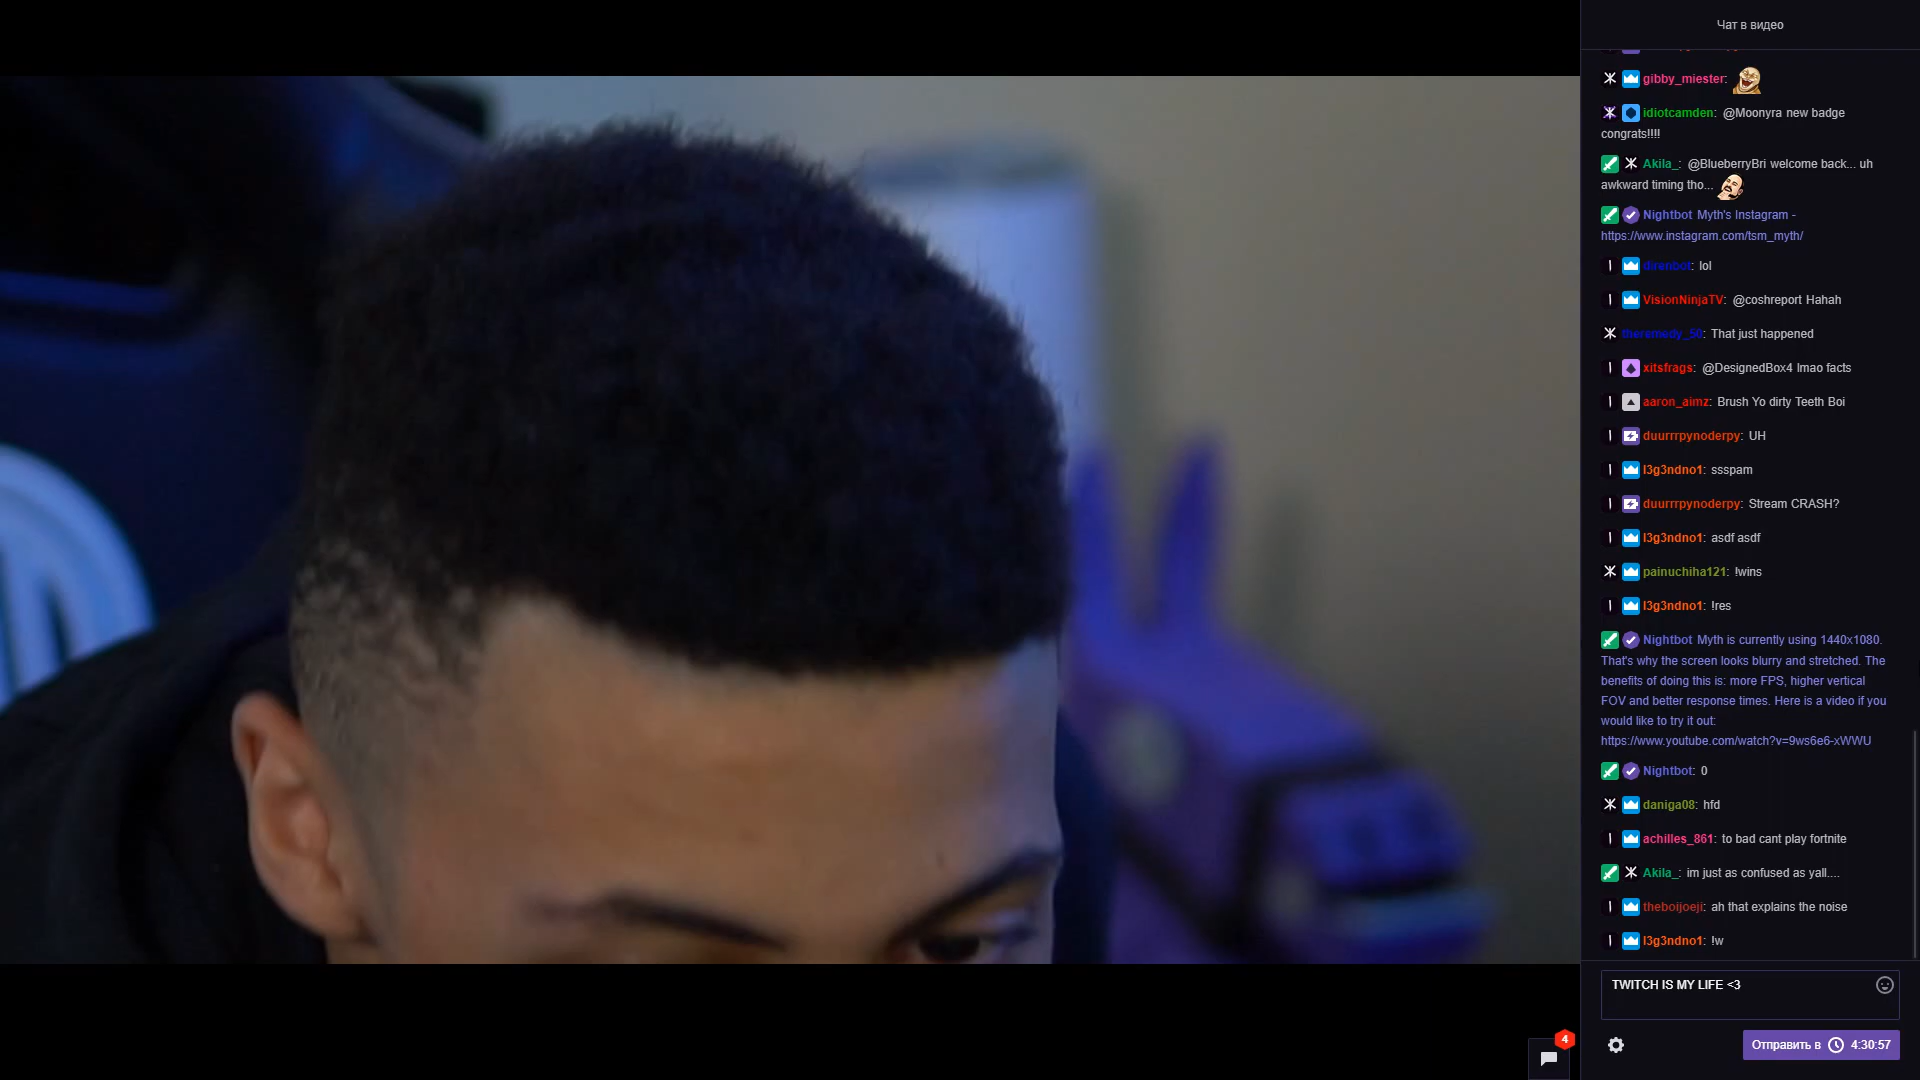 Чат в видео
gibby_miester:
idiotcamden: @Moonyra new badge
congrats!!!!
Akila_: @BlueberryBri welcome back... uh
awkward timing tho...
Nightbot Myth's Instagram -
https://www.instagram.com/tsm_myth/
direnboi: lol
VisionNinjaTV: @coshreport Hahah
theremedy_50: That just happened
xitsfrags: @DesignedBox4 lmao facts
aaron_aimz: Brush Yo dirty Teeth Boi
duurrrpynoderpy: UH
l3g3ndno1: ssspam
duurrrpynoderpy: Stream CRASH?
l3g3ndno1: asdf asdf
painuchiha121: !wins
l3g3ndno1: !res
Nightbot Myth is currently using 1440x1080.
That's why the screen looks blurry and stretched. The
benefits of doing this is: more FPS, higher vertical
FOV and better response times. Here is a video if you
would like to try it out:
https://www.youtube.com/watch?v=9ws6e6-xWWU
Nightbot: 0
daniga08: hfd
achilles_861: to bad cant play fortnite
Akila_: im just as confused as yall....
theboijoeji: ah that explains the noise
l3g3ndno1: !w
TWITCH IS MY LIFE <3
4
Отправить в 4:30:57